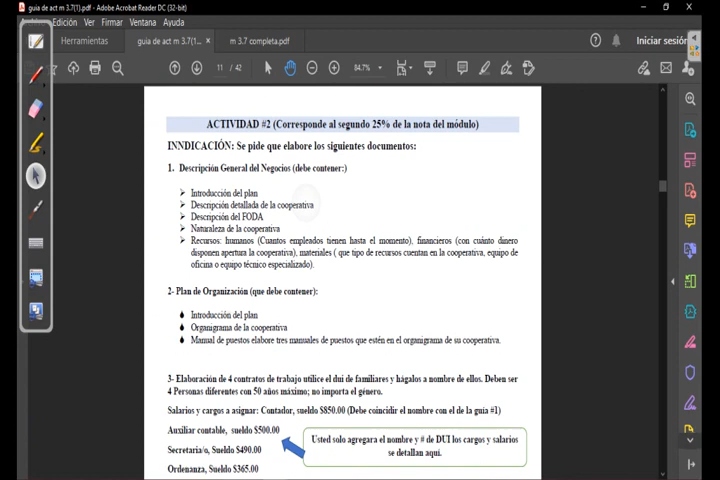 guia de act m 3.7(1).pdf - Adobe Acrobat Reader DC (32-bit)
Edición Ver Firmar Ventana Ayuda
Herramientas guia de act m 3.7(1... × m 3.7 completa.pdf Iniciar sesión
11 / 42 84.7%
ACTIVIDAD #2 (Corresponde al segundo 25% de la nota del módulo)
INNDICACIÓN: Se pide que elabore los siguientes documentos:
1. Descripción General del Negocios (debe contener:)
➢ Introducción del plan
➢ Descripción detallada de la cooperativa
➢ Descripción del FODA
➢ Naturaleza de la cooperativa
➢ Recursos: humanos (Cuantos empleados tienen hasta el momento), financieros (con cuánto dinero
disponen apertura la cooperativa), materiales ( que tipo de recursos cuentan en la cooperativa, equipo de
oficina o equipo técnico especializado).
2- Plan de Organización (que debe contener):
Introducción del plan
Organigrama de la cooperativa
Manual de puestos elabore tres manuales de puestos que estén en el organigrama de su cooperativa.
3- Elaboración de 4 contratos de trabajo utilice el dui de familiares y hágalos a nombre de ellos. Deben ser
4 Personas diferentes con 50 años máximo; no importa el género.
Salarios y cargos a asignar: Contador, sueldo $850.00 (Debe coincidir el nombre con el de la guía #1)
Auxiliar contable, sueldo $500.00
Usted solo agregara el nombre y # de DUI los cargos y salarios
se detallan aquí.
Secretaria/o, Sueldo $490.00
Ordenanza, Sueldo $365.00